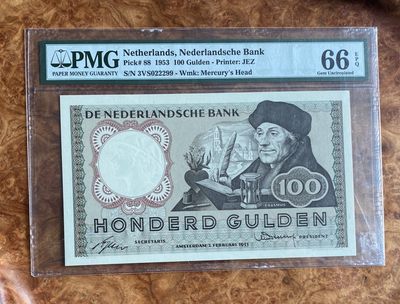 PMG
PAPER MONEY GUARANTY
Netherlands, Nederlandsche Bank
Pick# 88 1953 100 Gulden - Printer: JEZ
S/N 3VS022299 - Wmk: Mercury's Head
66 EPQ
Gem Uncirculated
DE NEDERLANDSCHE BANK
ERASMUS
100
HONDERD GULDEN
SECRETARIS
AMSTERDAM 2 FEBRUARI 1953
PRESIDENT